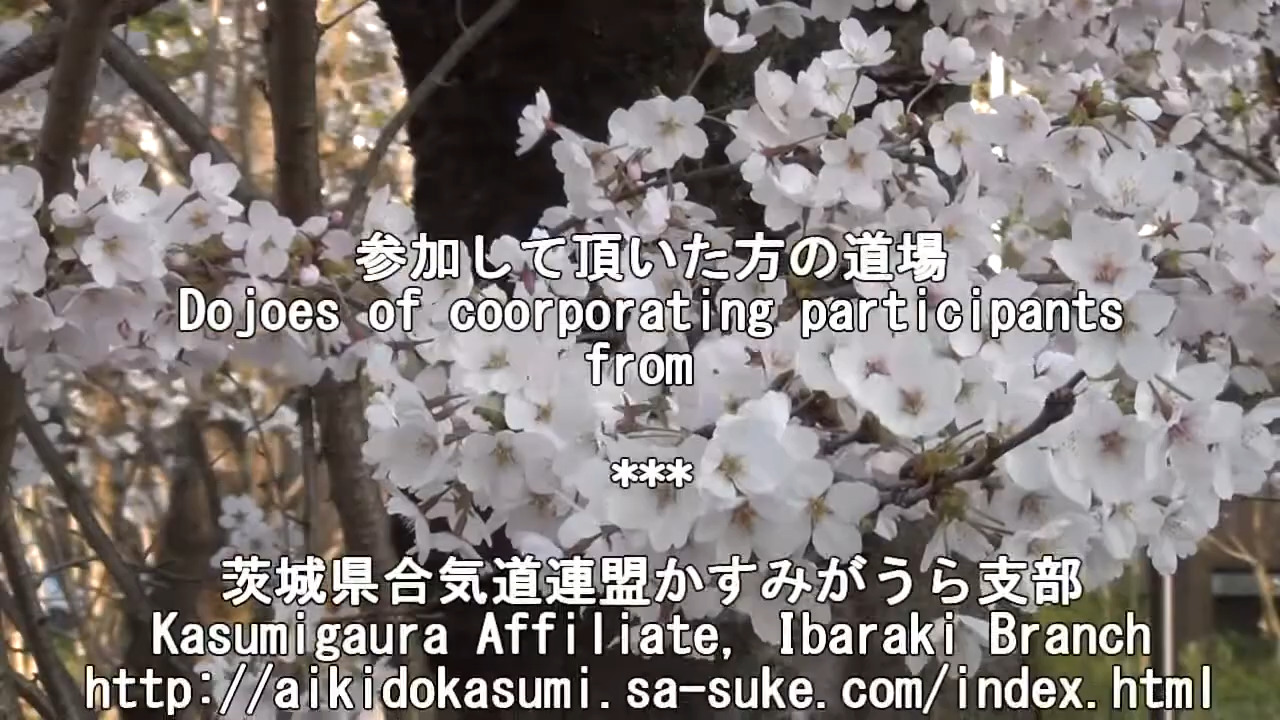 参加して頂いた方の道場
Dojoes of coorporating participants
from
***
茨城県合気道連盟かすみがうら支部
Kasumigaura Affiliate, Ibaraki Branch
http://aikidokasumi.sa-suke.com/index.html